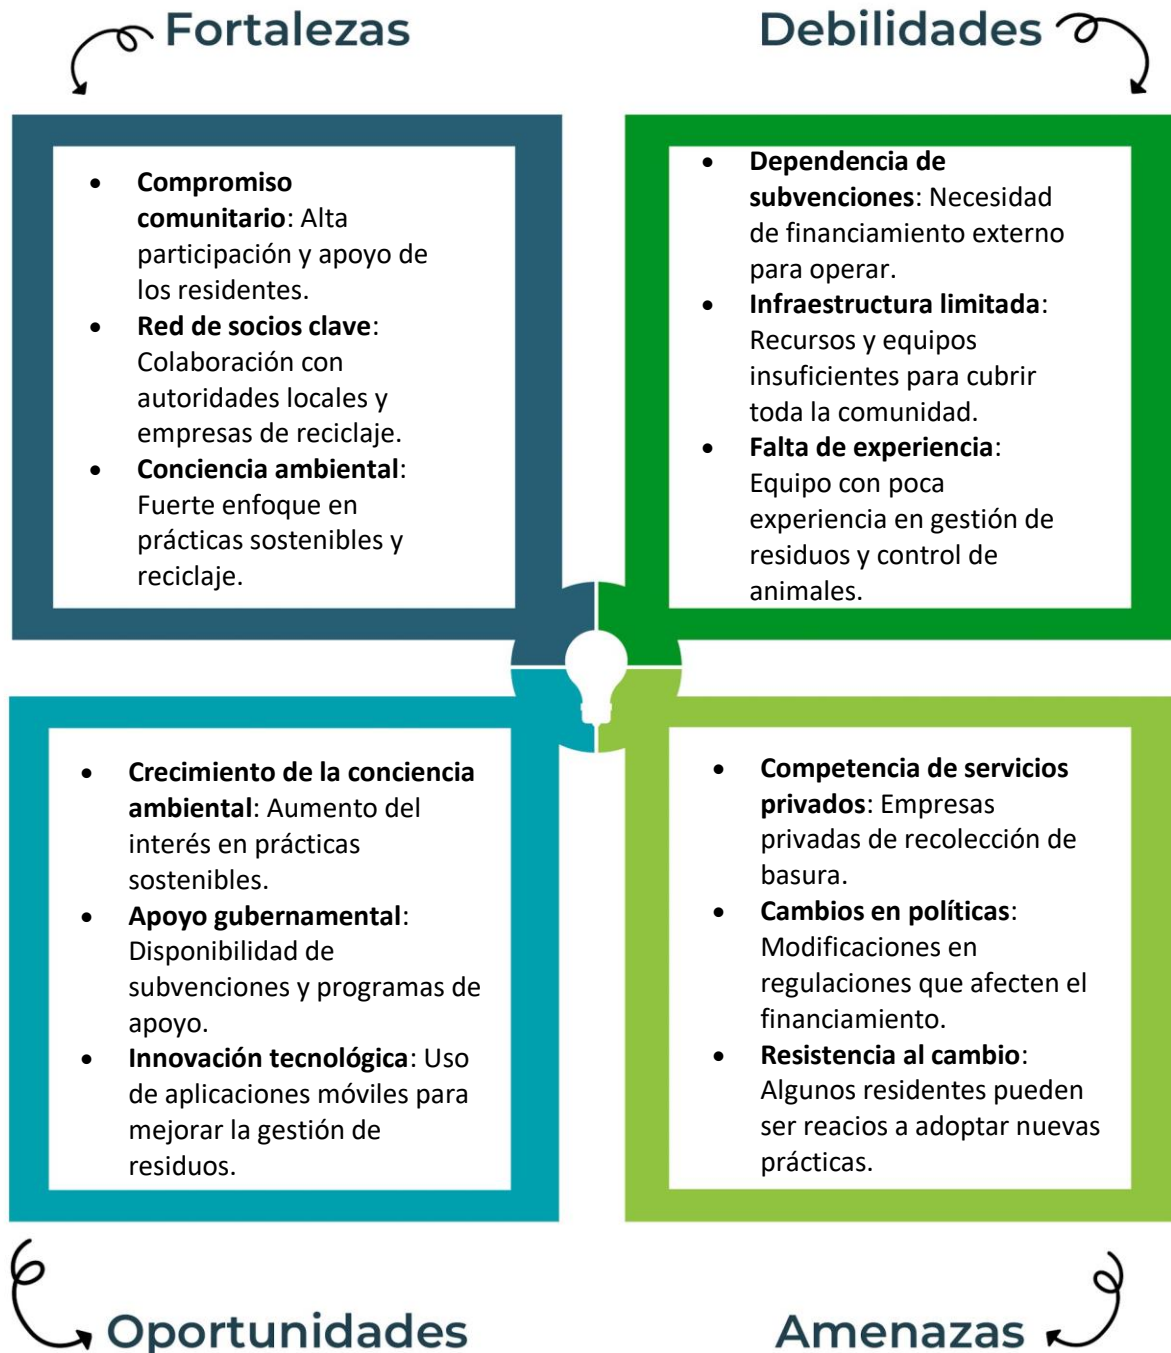 Fortalezas
• Compromiso
comunitario: Alta
participación y apoyo de
los residentes.
• Red de socios clave:
Colaboración con
autoridades locales y
empresas de reciclaje.
• Conciencia ambiental:
Fuerte enfoque en
prácticas sostenibles y
reciclaje.
Debilidades
• Dependencia de
subvenciones: Necesidad
de financiamiento externo
para operar.
• Infraestructura limitada:
Recursos y equipos
insuficientes para cubrir
toda la comunidad.
• Falta de experiencia:
Equipo con poca
experiencia en gestión de
residuos y control de
animales.
• Crecimiento de la conciencia
ambiental: Aumento del
interés en prácticas
sostenibles.
• Apoyo gubernamental:
Disponibilidad de
subvenciones y programas de
apoyo.
• Innovación tecnológica: Uso
de aplicaciones móviles para
mejorar la gestión de
residuos.
Oportunidades
• Competencia de servicios
privados: Empresas
privadas de recolección de
basura.
• Cambios en políticas:
Modificaciones en
regulaciones que afecten el
financiamiento.
• Resistencia al cambio:
Algunos residentes pueden
ser reacios a adoptar nuevas
prácticas.
Amenazas